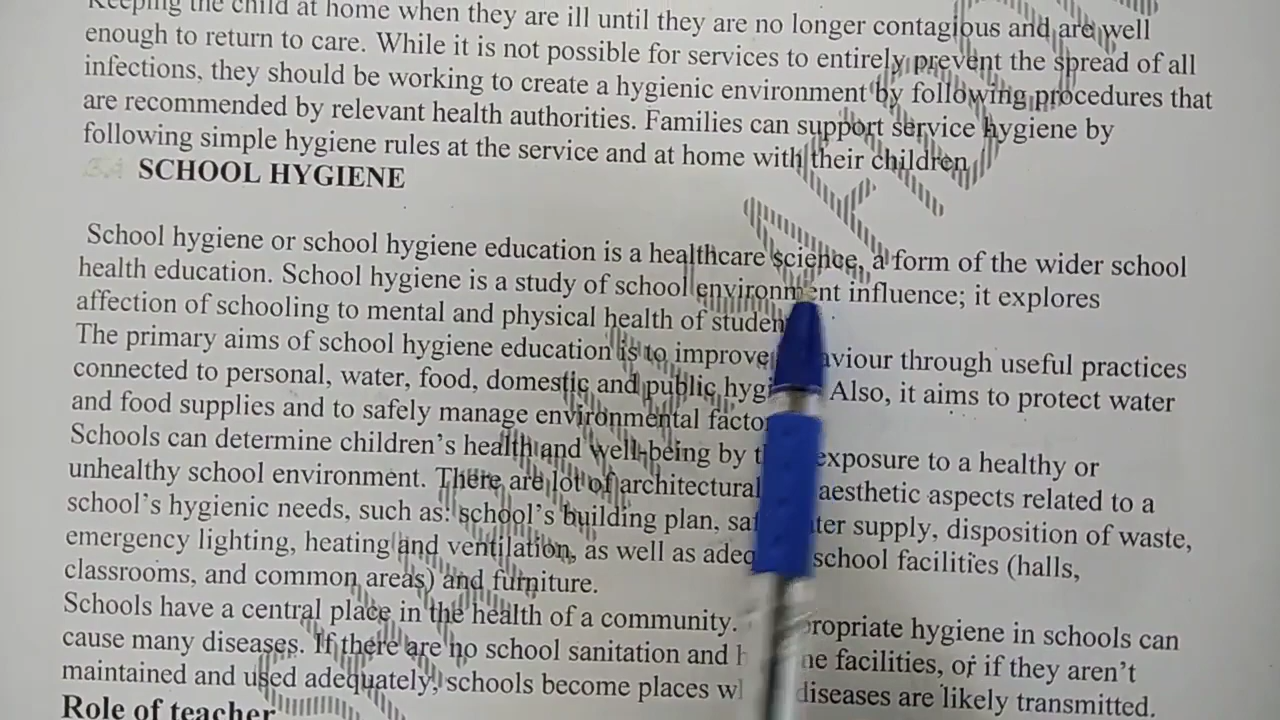 Keeping the child at home when they are ill until they are no longer contagious and are well
enough to return to care. While it is not possible for services to entirely prevent the spread of all
infections, they should be working to create a hygienic environment by following procedures that
are recommended by relevant health authorities. Families can support service hygiene by
following simple hygiene rules at the service and at home with their children
SCHOOL HYGIENE
School hygiene or school hygiene education is a healthcare science, a form of the wider school
health education. School hygiene is a study of school environment influence; it explores
affection of schooling to mental and physical health of studen
The primary aims of school hygiene education is to improve aviour through useful practices
connected to personal, water, food, domestic and public hygi Also, it aims to protect water
and food supplies and to safely manage environmental facto
Schools can determine children's health and well-being by t exposure to a healthy or
unhealthy school environment. There are lot of architectural aesthetic aspects related to a
school's hygienic needs, such as: school's building plan, sa ter supply, disposition of waste,
emergency lighting, heating and ventilation, as well as adeq school facilities (halls,
classrooms, and common areas) and furniture.
Schools have a central place in the health of a community. ropriate hygiene in schools can
cause many diseases. If there are no school sanitation and h ne facilities, or if they aren't
maintained and used adequately, schools become places w diseases are likely transmitted.
Role of teacher